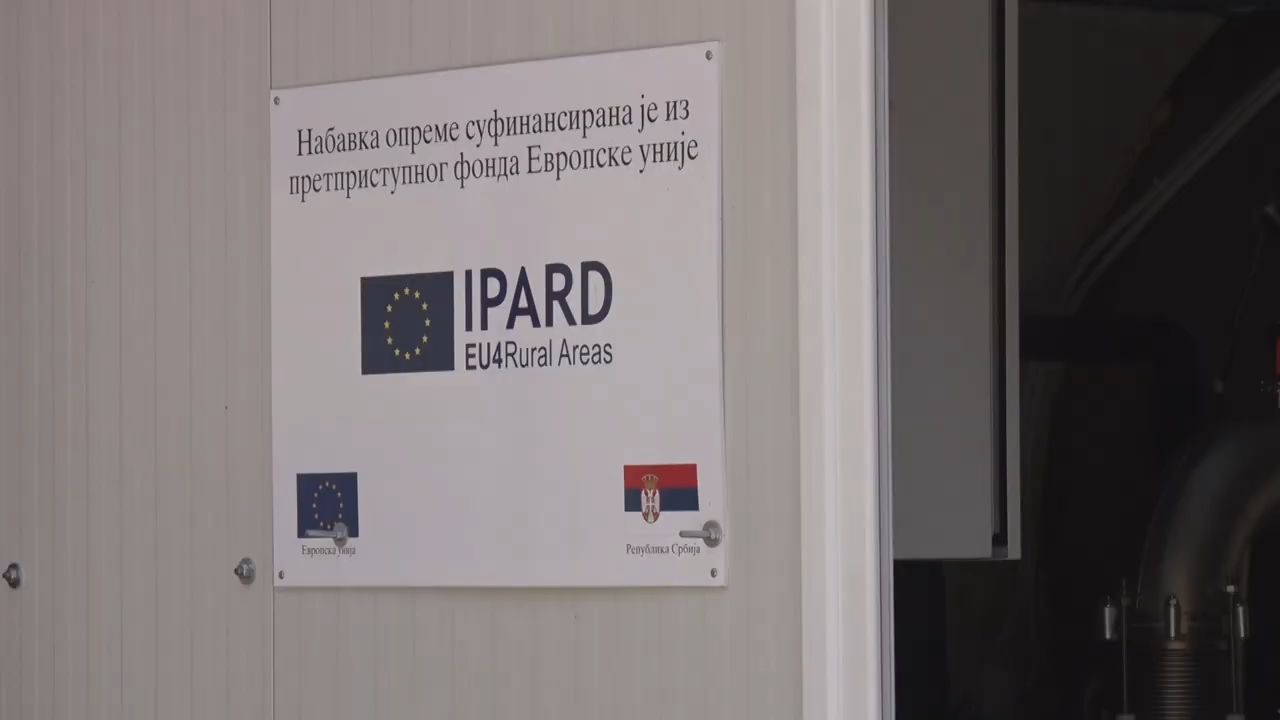 Набавка опреме суфинансирана је из
претприступног фонда Европске уније
IPARD
EU4Rural Areas
Европска унија
Република Србија